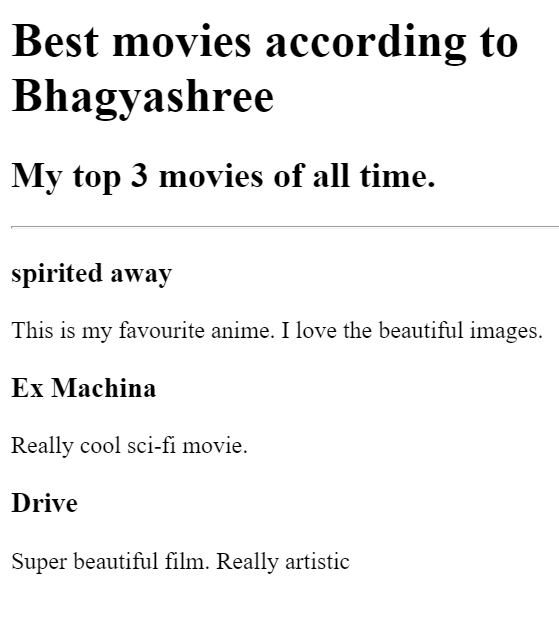 Best movies according to
Bhagyashree
My top 3 movies of all time.
spirited away
This is my favourite anime. I love the beautiful images.
Ex Machina
Really cool sci-fi movie.
Drive
Super beautiful film. Really artistic